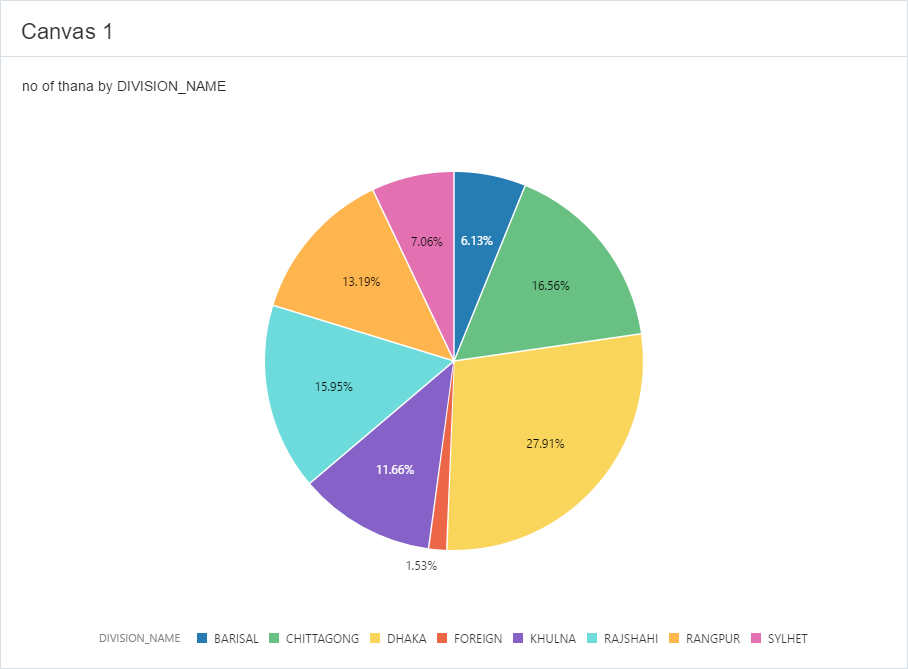 Canvas 1
no of thana by DIVISION_NAME
7.06%
6.13%
13.19%
16.56%
15.95%
27.91%
11.66%
1.53%
DIVISION_NAME BARISAL CHITTAGONG DHAKA FOREIGN KHULNA RAJSHAHI RANGPUR SYLHET